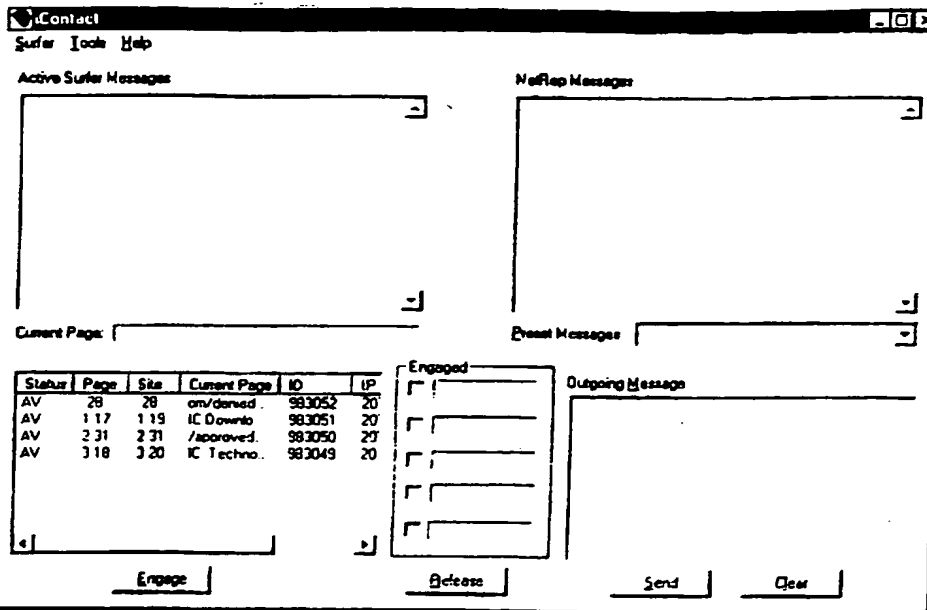 iContact
Surfer Tools Help
Active Surfer Messages
NetRep Messages
Current Page:
Preset Messages
Status Page Site Current Page ID I.P
AV 28 28 om/denied . 983052 20
AV 1 17 1 19 IC Downlo 983051 20
AV 2 31 2 31 /approved. 983050 20
AV 3 18 3 20 IC Techno.. 983049 20
Engaged
Outgoing Message
Engage
Release
Send
Clear